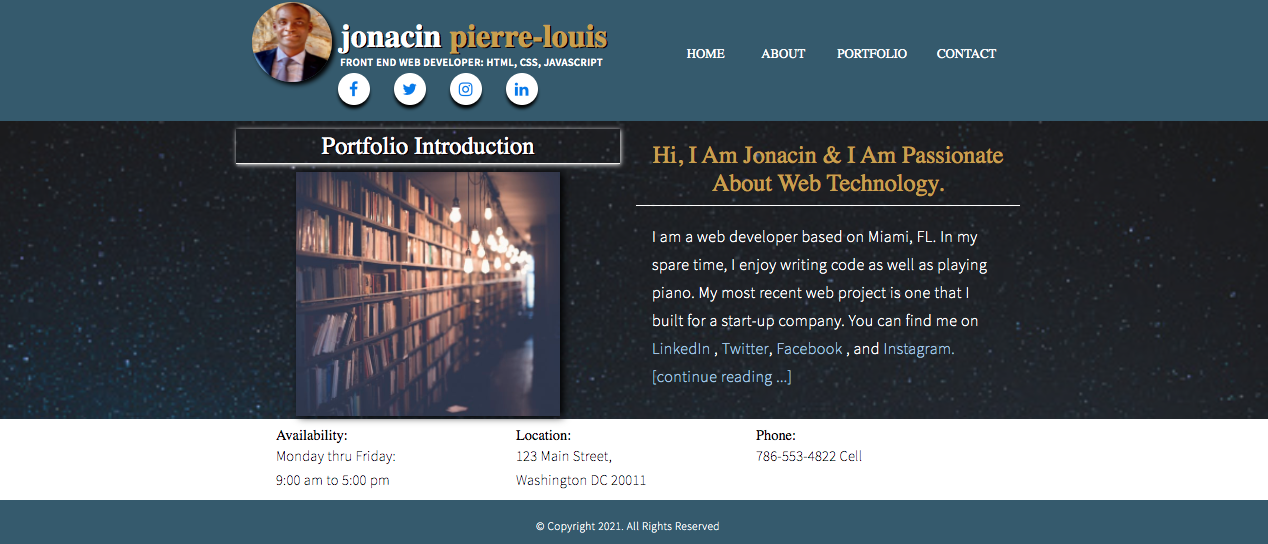 jonacin pierre-louis
FRONT END WEB DEVELOPER: HTML, CSS, JAVASCRIPT
HOME ABOUT PORTFOLIO CONTACT
Portfolio Introduction
Hi, I Am Jonacin & I Am Passionate
About Web Technology.
I am a web developer based on Miami, FL. In my
spare time, I enjoy writing code as well as playing
piano. My most recent web project is one that I
built for a start-up company. You can find me on
LinkedIn , Twitter, Facebook , and Instagram.
[continue reading ...]
Availability:
Monday thru Friday:
9:00 am to 5:00 pm
Location:
123 Main Street,
Washington DC 20011
Phone:
786-553-4822 Cell
© Copyright 2021. All Rights Reserved